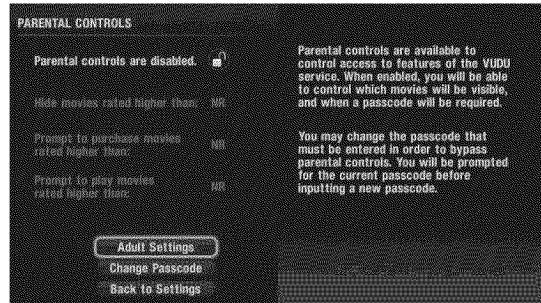 PARENTAL CONTROLS
Parental controls are disabled.
Hide movies rated higher than: NR
Prompt to purchase movies
rated higher than: NR
Prompt to play movies
rated higher than: NR
Adult Settings
Change Passcode
Back to Settings
Parental controls are available to
control access to features of the VUDU
service. When enabled, you will be able
to control which movies will be visible,
and when a passcode will be required.
You may change the passcode that
must be entered in order to bypass
parental controls. You will be prompted
for the current passcode before
inputting a new passcode.